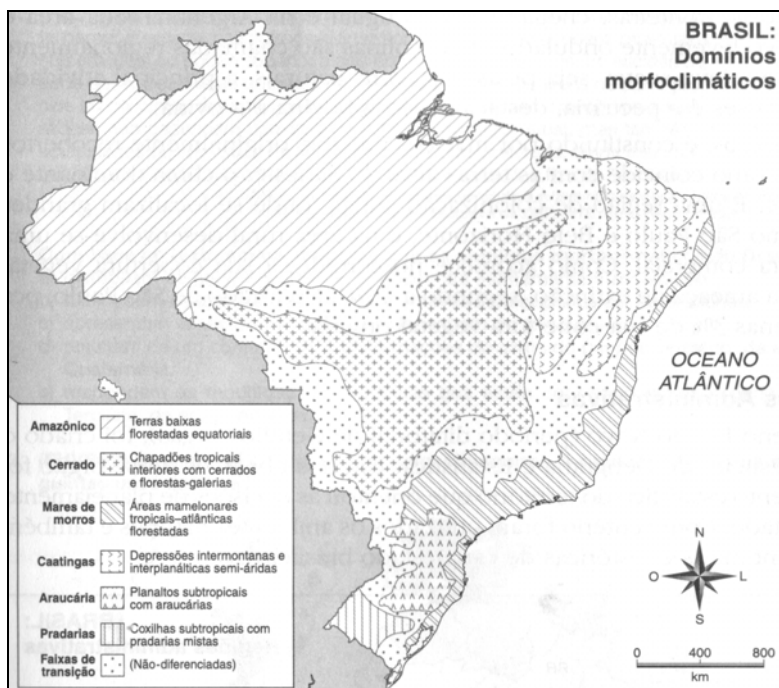 BRASIL:
Domínios
morfoclimáticos
OCEANO
ATLÂNTICO
Amazônico
Terras baixas
florestadas equatoriais
Cerrado
Chapadões tropicais
interiores com cerrados
e florestas-galerias
Mares de
morros
Áreas mamelonares
tropicais–atlânticas
florestadas
Caatingas
Depressões intermontanas e
interplanálticas semi-áridas
Araucária
Planaltos subtropicais
com araucárias
Pradarias
Coxilhas subtropicais com
pradarias mistas
Faixas de
transição
(Não-diferenciadas)
N
O
L
S
0 400 800
km